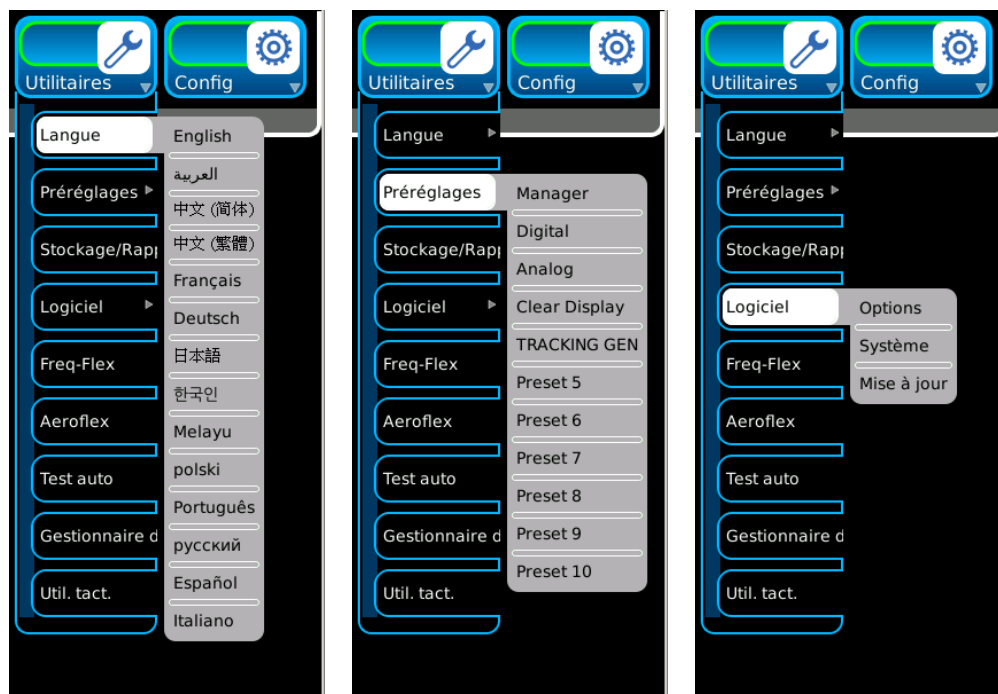 Utilitaires
Config
Langue
Préréglages
Stockage/Rapp
Logiciel
Freq-Flex
Aeroflex
Test auto
Gestionnaire d
Util. tact.
English
العربية
中文 (简体)
中文 (繁體)
Français
Deutsch
日本語
한국인
Melayu
polski
Português
русский
Español
Italiano
Utilitaires
Config
Langue
Préréglages
Stockage/Rapp
Logiciel
Freq-Flex
Aeroflex
Test auto
Gestionnaire d
Util. tact.
Manager
Digital
Analog
Clear Display
TRACKING GEN
Preset 5
Preset 6
Preset 7
Preset 8
Preset 9
Preset 10
Utilitaires
Config
Langue
Préréglages
Stockage/Rapp
Logiciel
Freq-Flex
Aeroflex
Test auto
Gestionnaire d
Util. tact.
Options
Système
Mise à jour